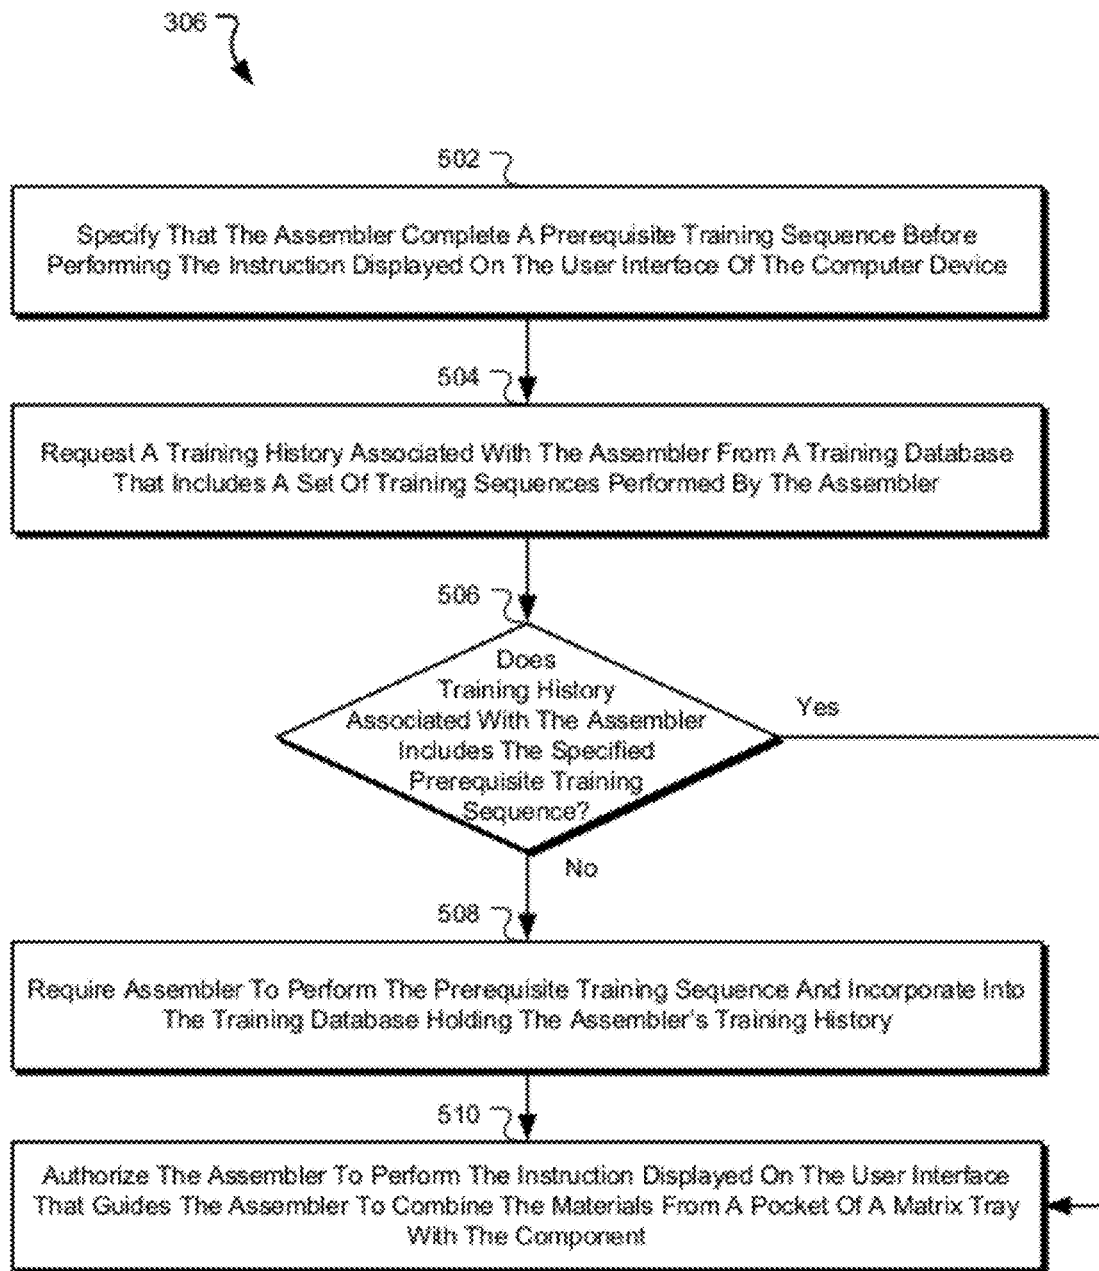 306
502
Specify That The Assembler Complete A Prerequisite Training Sequence Before
Performing The Instruction Displayed On The User Interface Of The Computer Device
504
Request A Training History Associated With The Assembler From A Training Database
That Includes A Set Of Training Sequences Performed By The Assembler
506
Does
Training History
Associated With The Assembler
Includes The Specified
Prerequisite Training
Sequence?
Yes
No
508
Require Assembler To Perform The Prerequisite Training Sequence And Incorporate Into
The Training Database Holding The Assembler's Training History
510
Authorize The Assembler To Perform The Instruction Displayed On The User Interface
That Guides The Assembler To Combine The Materials From A Pocket Of A Matrix Tray
With The Component